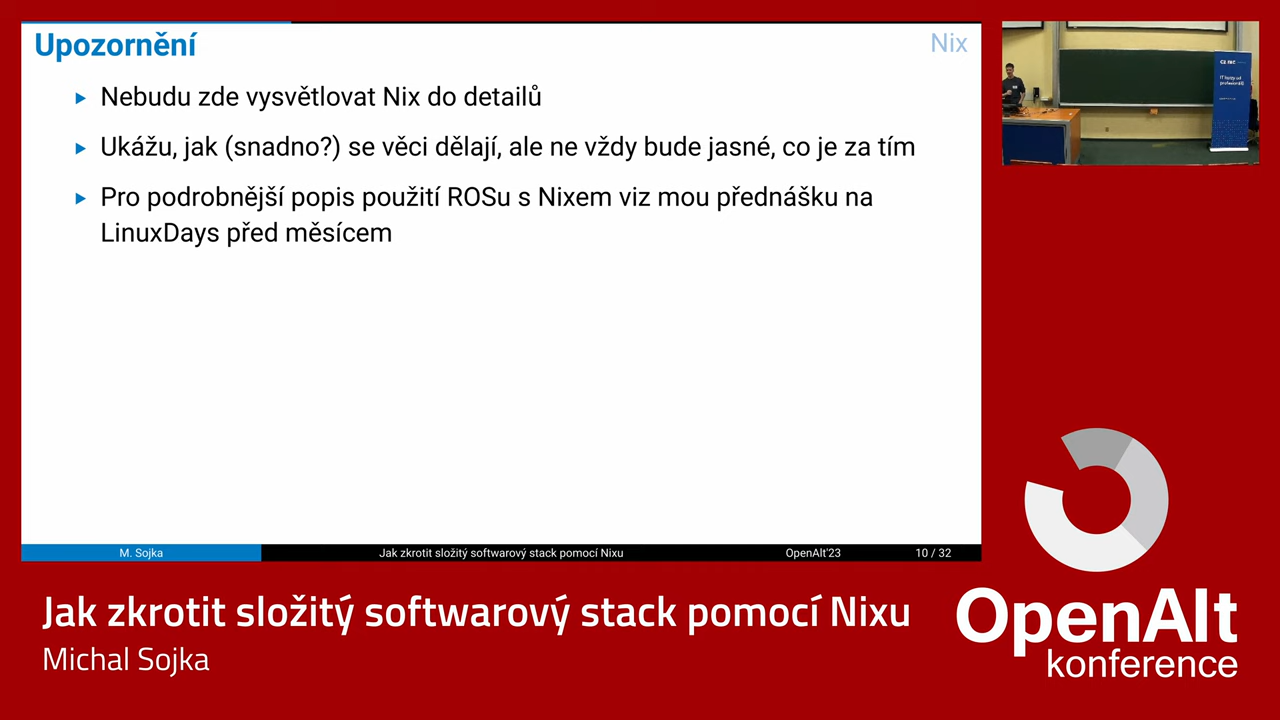 Upozornění
Nix
Nebudu zde vysvětlovat Nix do detailů
Ukážu, jak (snadno?) se věci dělají, ale ne vždy bude jasné, co je za tím
Pro podrobnější popis použití ROSu s Nixem viz mou přednášku na
LinuxDays před měsícem
M. Sojka
Jak zkrotit složitý softwarový stack pomocí Nixu
OpenAlt'23
10 / 32
Jak zkrotit složitý softwarový stack pomocí Nixu
Michal Sojka
OpenAlt
konference